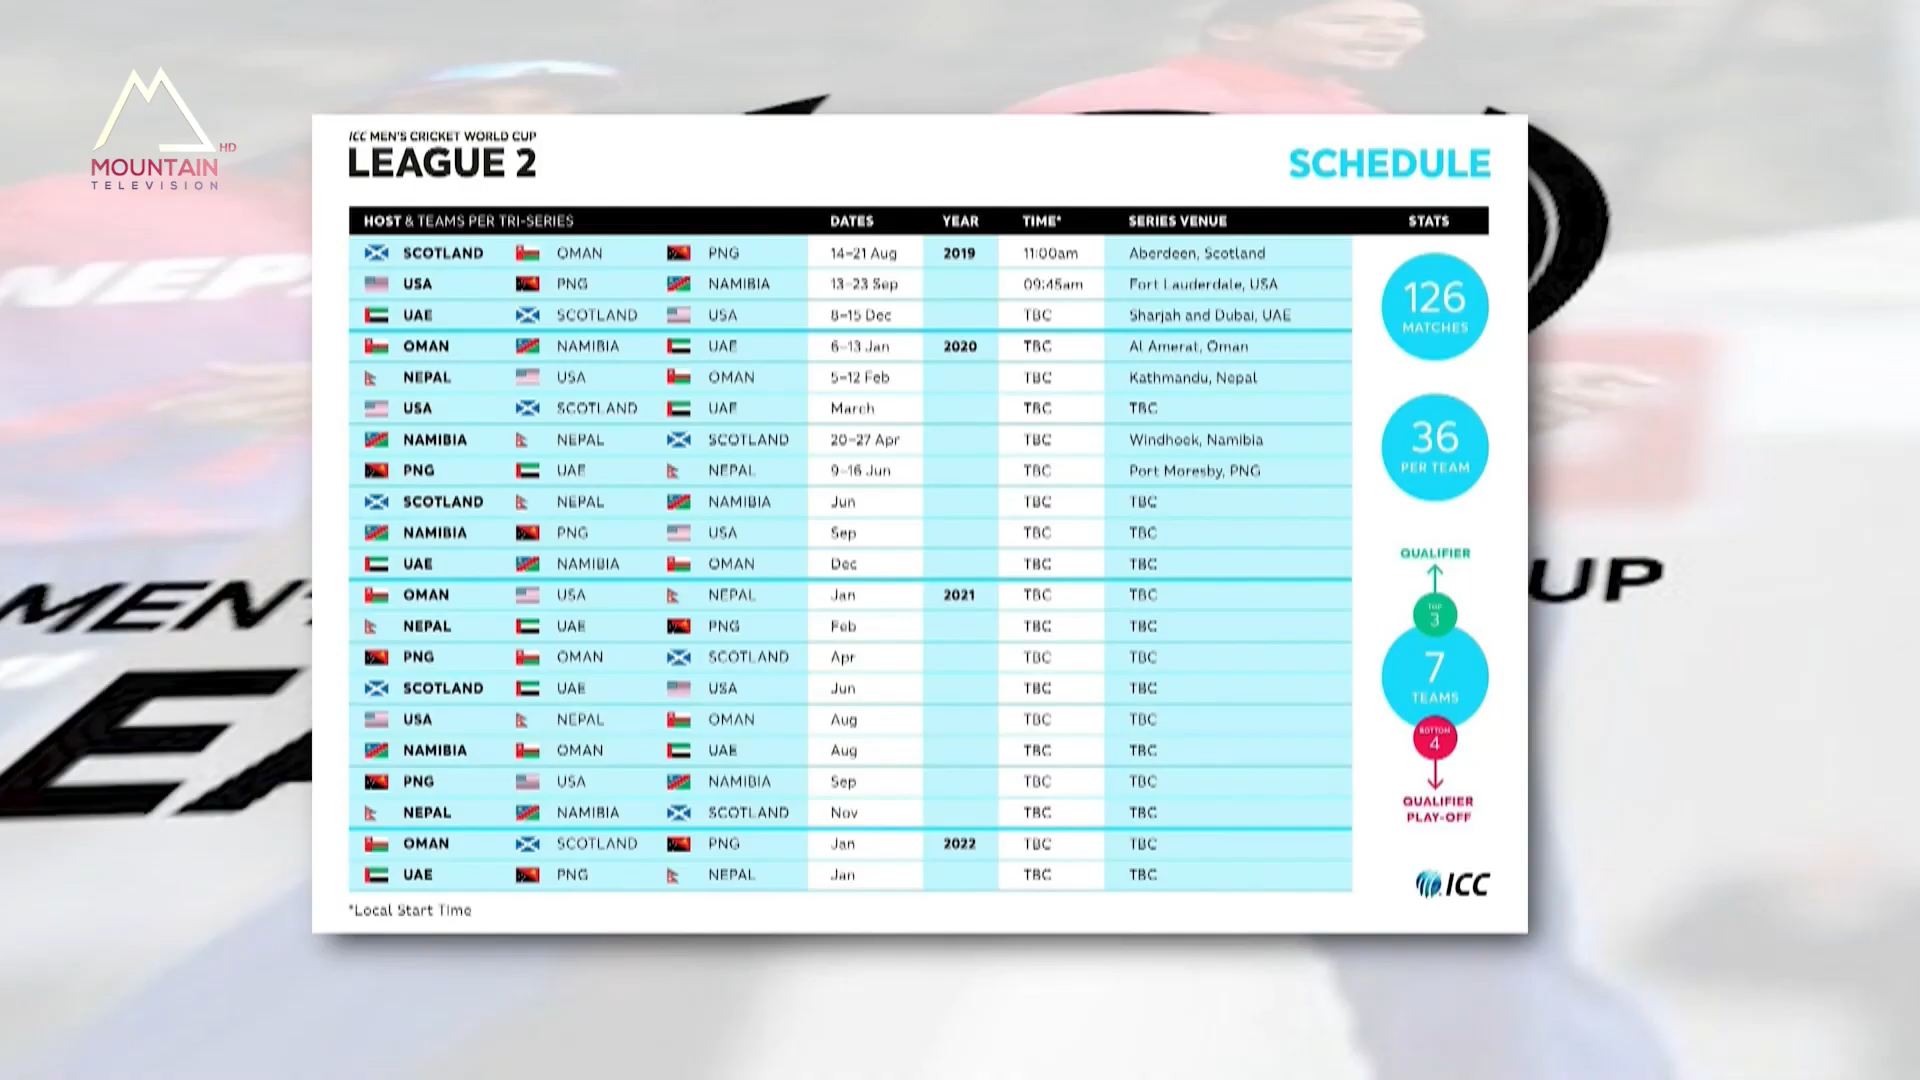 MOUNTAIN HD
TELEVISION
ICC MEN'S CRICKET WORLD CUP
LEAGUE 2
SCHEDULE
HOST & TEAMS PER TRI-SERIES DATES YEAR TIME* SERIES VENUE STATS
SCOTLAND OMAN PNG 14-21 Aug 2019 11:00am Aberdeen, Scotland
USA PNG NAMIBIA 13-23 Sep 09:45am Fort Lauderdale, USA
UAE SCOTLAND USA 8-15 Dec TBC Sharjah and Dubai, UAE
OMAN NAMIBIA UAE 6-13 Jan 2020 TBC Al Amerat, Oman
NEPAL USA OMAN 5-12 Feb TBC Kathmandu, Nepal
USA SCOTLAND UAE March TBC TBC
NAMIBIA NEPAL SCOTLAND 20-27 Apr TBC Windhoek, Namibia
PNG UAE NEPAL 9-16 Jun TBC Port Moresby, PNG
SCOTLAND NEPAL NAMIBIA Jun TBC TBC
NAMIBIA PNG USA Sep TBC TBC
UAE NAMIBIA OMAN Dec TBC TBC
OMAN USA NEPAL Jan 2021 TBC TBC
NEPAL UAE PNG Feb TBC TBC
PNG OMAN SCOTLAND Apr TBC TBC
SCOTLAND UAE USA Jun TBC TBC
USA NEPAL OMAN Aug TBC TBC
NAMIBIA OMAN UAE Aug TBC TBC
PNG USA NAMIBIA Sep TBC TBC
NEPAL NAMIBIA SCOTLAND Nov TBC TBC
OMAN SCOTLAND PNG Jan 2022 TBC TBC
UAE PNG NEPAL Jan TBC TBC
*Local Start Time
126
MATCHES
36
PER TEAM
QUALIFIER
TOP
3
7
TEAMS
BOTTOM
4
QUALIFIER
PLAY-OFF
ICC
UP